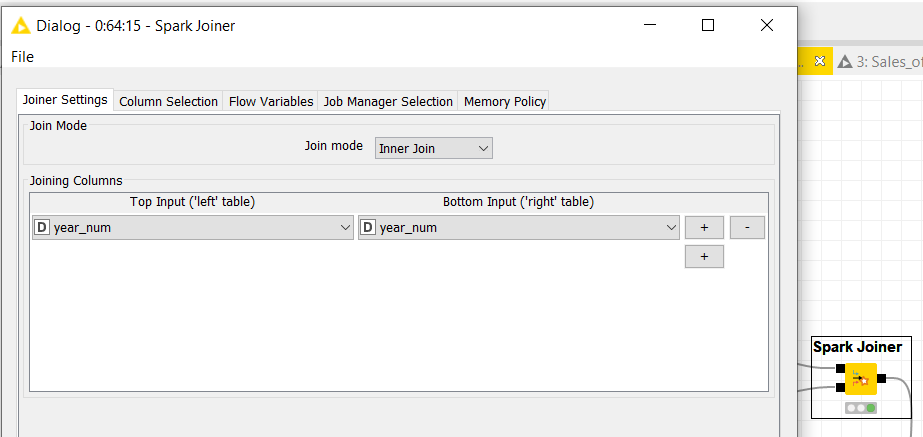 Dialog - 0:64:15 - Spark Joiner
File
3: Sales_of
Joiner Settings Column Selection Flow Variables Job Manager Selection Memory Policy
Join Mode
Join mode Inner Join
Joining Columns
Top Input ('left' table) Bottom Input ('right' table)
D year_num D year_num + -
+
Spark Joiner